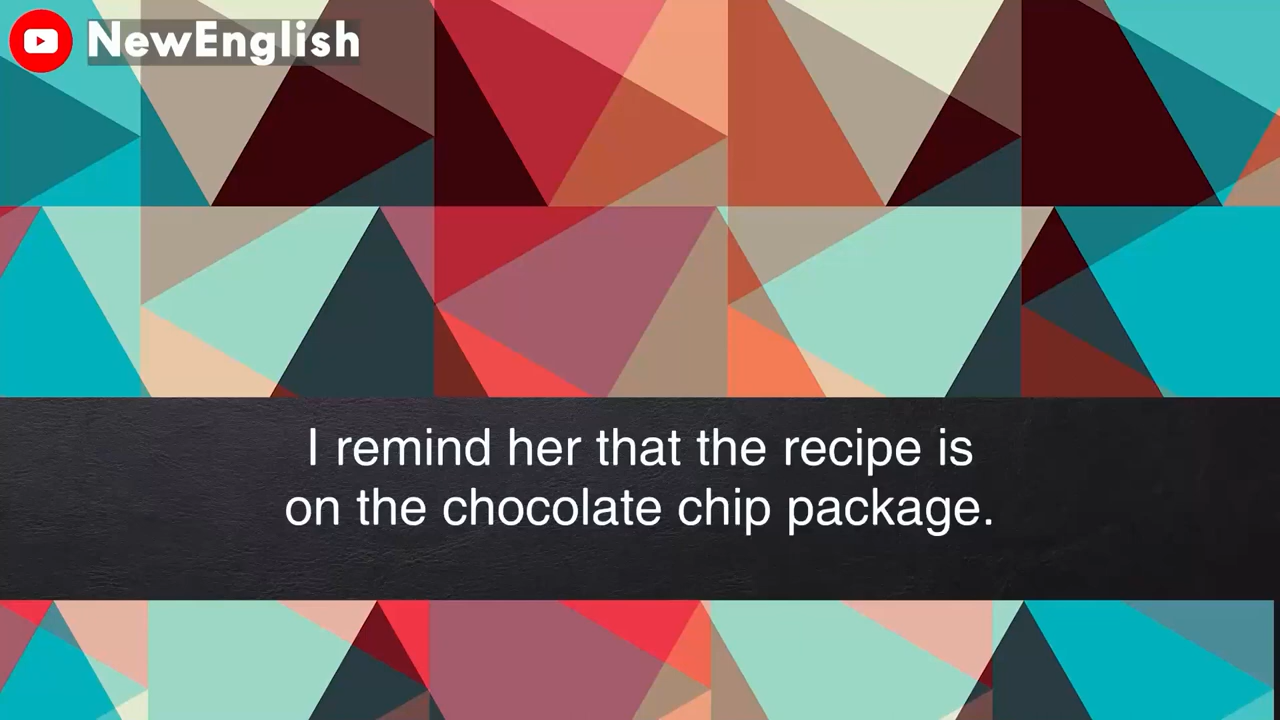 NewEnglish
I remind her that the recipe is
on the chocolate chip package.